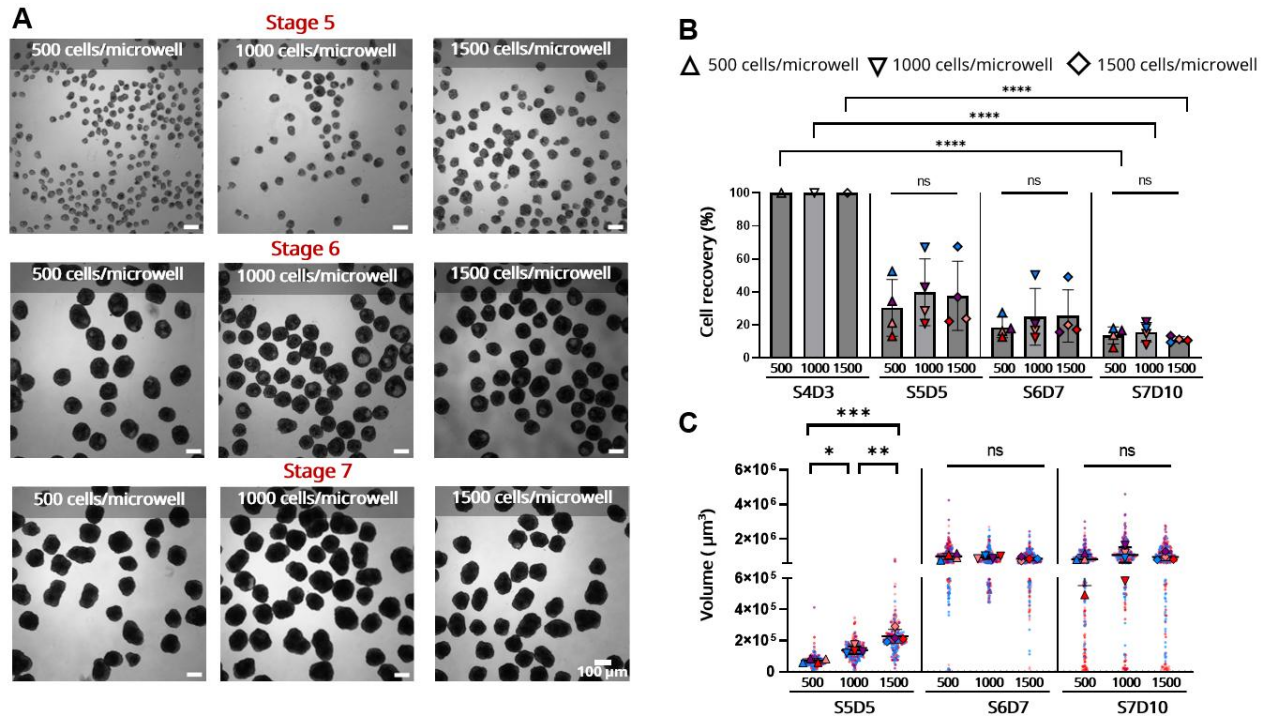 A
Stage 5
500 cells/microwell 1000 cells/microwell 1500 cells/microwell
Stage 6
500 cells/microwell 1000 cells/microwell 1500 cells/microwell
Stage 7
500 cells/microwell 1000 cells/microwell 1500 cells/microwell
100 µm
B
500 cells/microwell 1000 cells/microwell 1500 cells/microwell
****
****
****
ns ns ns
Cell recovery (%)
100
80
60
40
20
0
500 1000 1500 500 1000 1500 500 1000 1500 500 1000 1500
S4D3 S5D5 S6D7 S7D10
C
***
* **
ns ns
Volume ( µm³)
6×10⁶
4×10⁶
2×10⁶
6×10⁵
4×10⁵
2×10⁵
0
500 1000 1500 500 1000 1500 500 1000 1500
S5D5 S6D7 S7D10